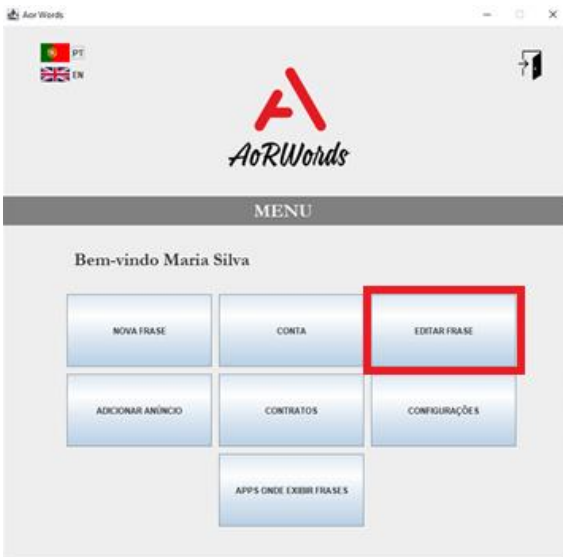 Aor Words
PT
EN
AoRWords
MENU
Bem-vindo Maria Silva
NOVA FRASE
CONTA
EDITAR FRASE
ADICIONAR ANÚNCIO
CONTRATOS
CONFIGURAÇÕES
APPS ONDE EXIBIR FRASES